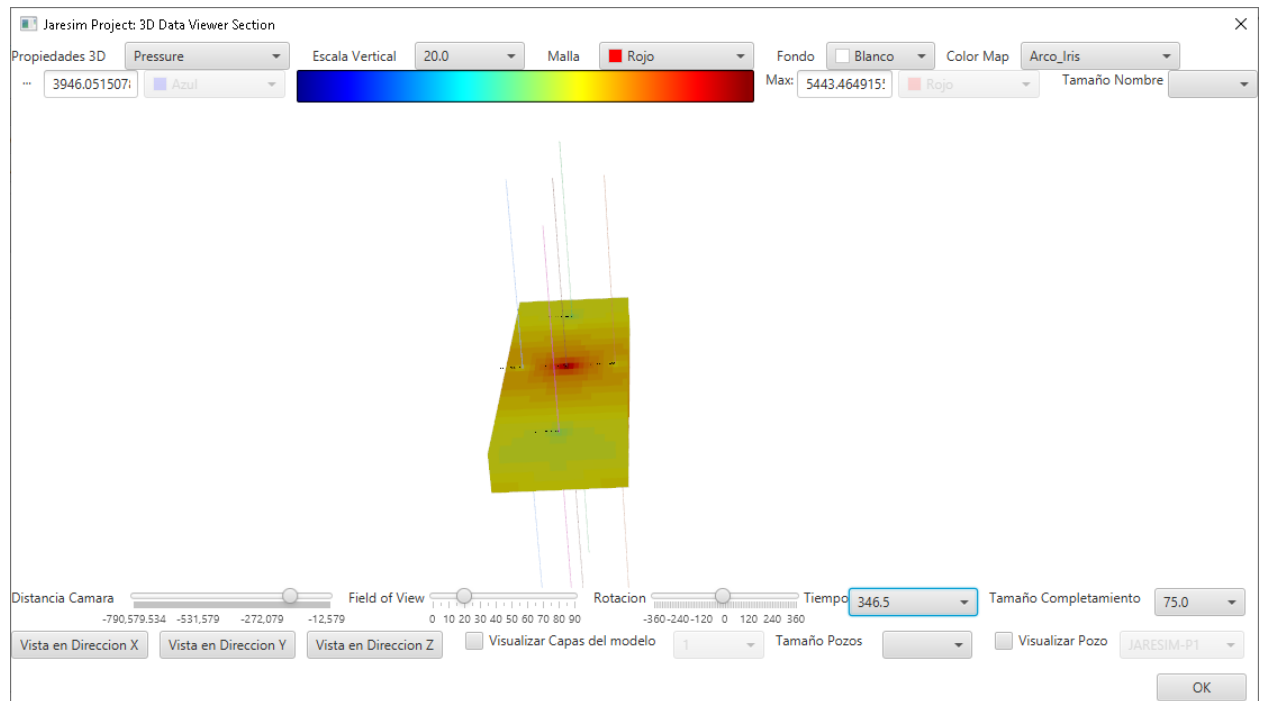 Jaresim Project: 3D Data Viewer Section
Propiedades 3D Pressure Escala Vertical 20.0 Malla Rojo Fondo Blanco Color Map Arco_Iris
... 3946.051507 Azul Max: 5443.464915 Rojo Tamaño Nombre
Distancia Camara Field of View Rotacion Tiempo 346.5 Tamaño Completamiento 75.0
-790,579.534 -531,579 -272,079 -12,579 0 10 20 30 40 50 60 70 80 90 -360-240-120 0 120 240 360
Vista en Direccion X Vista en Direccion Y Vista en Direccion Z Visualizar Capas del modelo 1 Tamaño Pozos Visualizar Pozo JARESIM-P1
OK